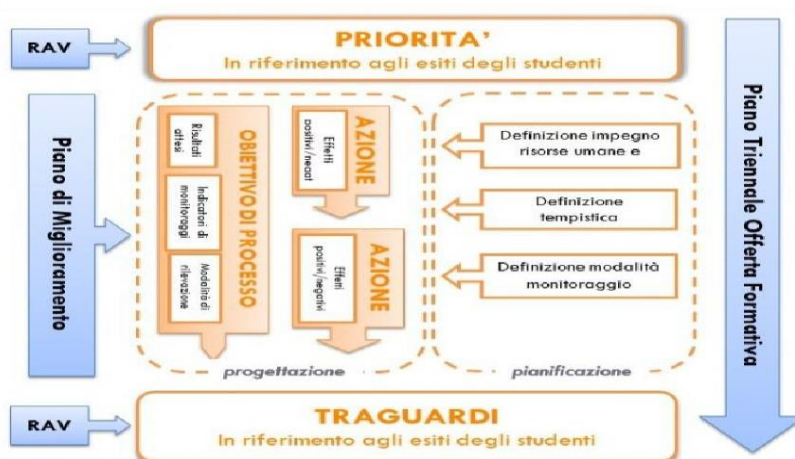 RAV
PRIORITA'
In riferimento agli esiti degli studenti
Piano di Miglioramento
OBIETTIVO DI PROCESSO
Risultati
attesi
Indicatori di
monitoraggi
Modalità di
rilevazione
AZIONE
Effetti
positivi/negat
AZIONE
Effetti
positivi/negativi
progettazione
Definizione impegno
risorse umane e
Definizione
tempistica
Definizione modalità
monitoraggio
pianificazione
Piano Triennale Offerta Formativa
RAV
TRAGUARDI
In riferimento agli esiti degli studenti